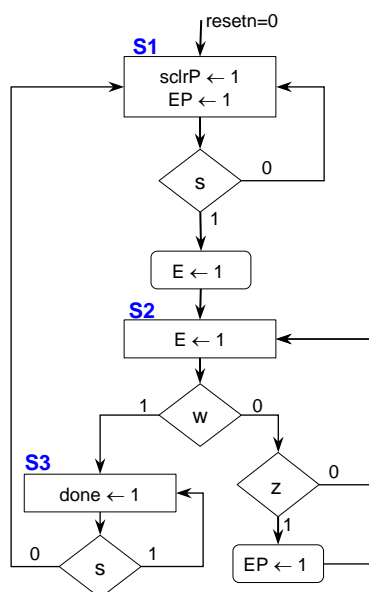 resetn=0
S1
sclrP ← 1
EP ← 1
s
0
1
E ← 1
S2
E ← 1
1
w
0
S3
done ← 1
z
0
1
0
s
1
EP ← 1